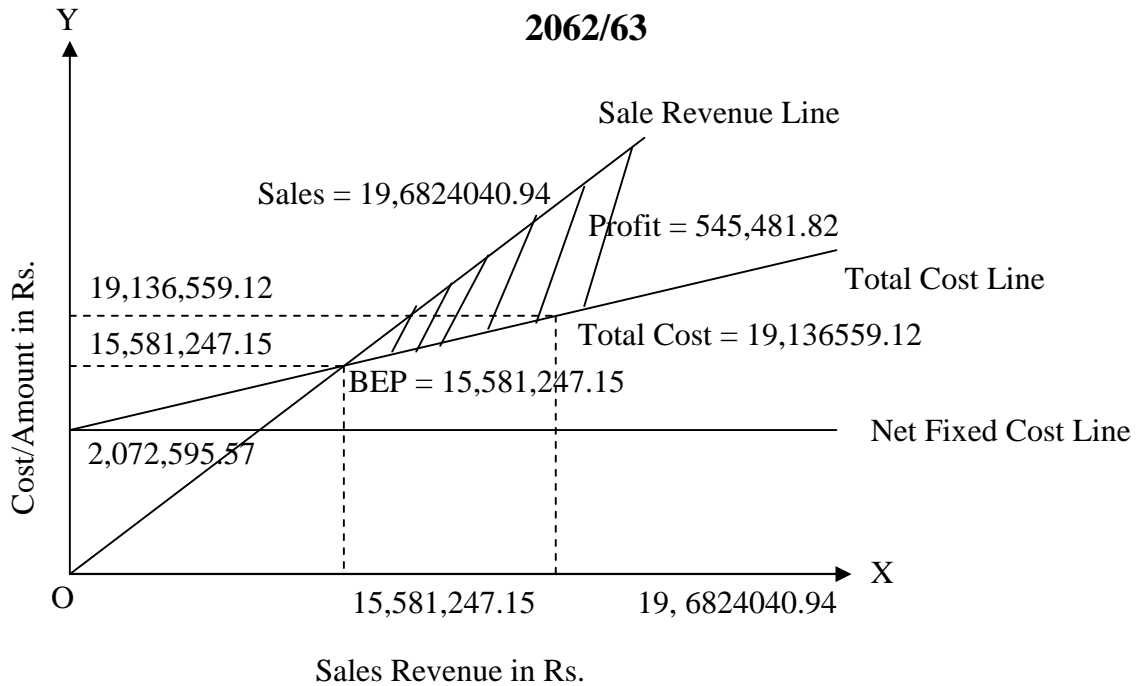 2062/63
Y
Sale Revenue Line
Sales = 19,6824040.94
Profit = 545,481.82
Total Cost Line
19,136,559.12
Total Cost = 19,136559.12
15,581,247.15
BEP = 15,581,247.15
Net Fixed Cost Line
2,072,595.57
Cost/Amount in Rs.
X
O
15,581,247.15
19, 6824040.94
Sales Revenue in Rs.